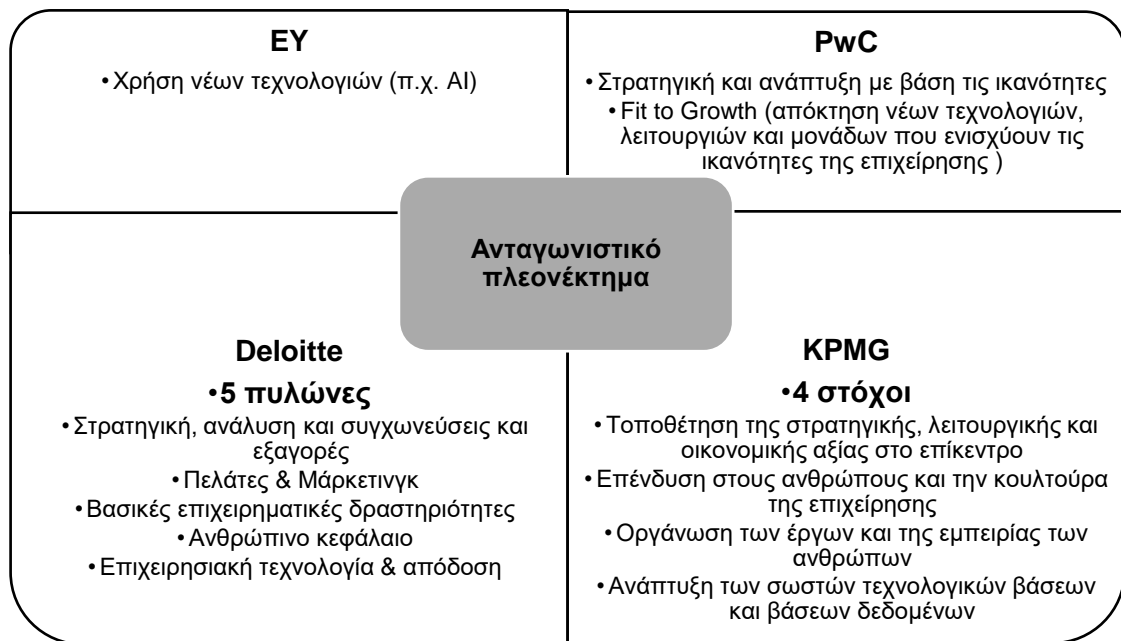 EY
•Χρήση νέων τεχνολογιών (π.χ. AI)
PwC
•Στρατηγική και ανάπτυξη με βάση τις ικανότητες
•Fit to Growth (απόκτηση νέων τεχνολογιών,
λειτουργιών και μονάδων που ενισχύουν τις
ικανότητες της επιχείρησης )
Ανταγωνιστικό
πλεονέκτημα
Deloitte
•5 πυλώνες
•Στρατηγική, ανάλυση και συγχωνεύσεις και
εξαγορές
•Πελάτες & Μάρκετινγκ
•Βασικές επιχειρηματικές δραστηριότητες
•Ανθρώπινο κεφάλαιο
•Επιχειρησιακή τεχνολογία & απόδοση
KPMG
•4 στόχοι
•Τοποθέτηση της στρατηγικής, λειτουργικής και
οικονομικής αξίας στο επίκεντρο
•Επένδυση στους ανθρώπους και την κουλτούρα
της επιχείρησης
•Οργάνωση των έργων και της εμπειρίας των
ανθρώπων
•Ανάπτυξη των σωστών τεχνολογικών βάσεων
και βάσεων δεδομένων